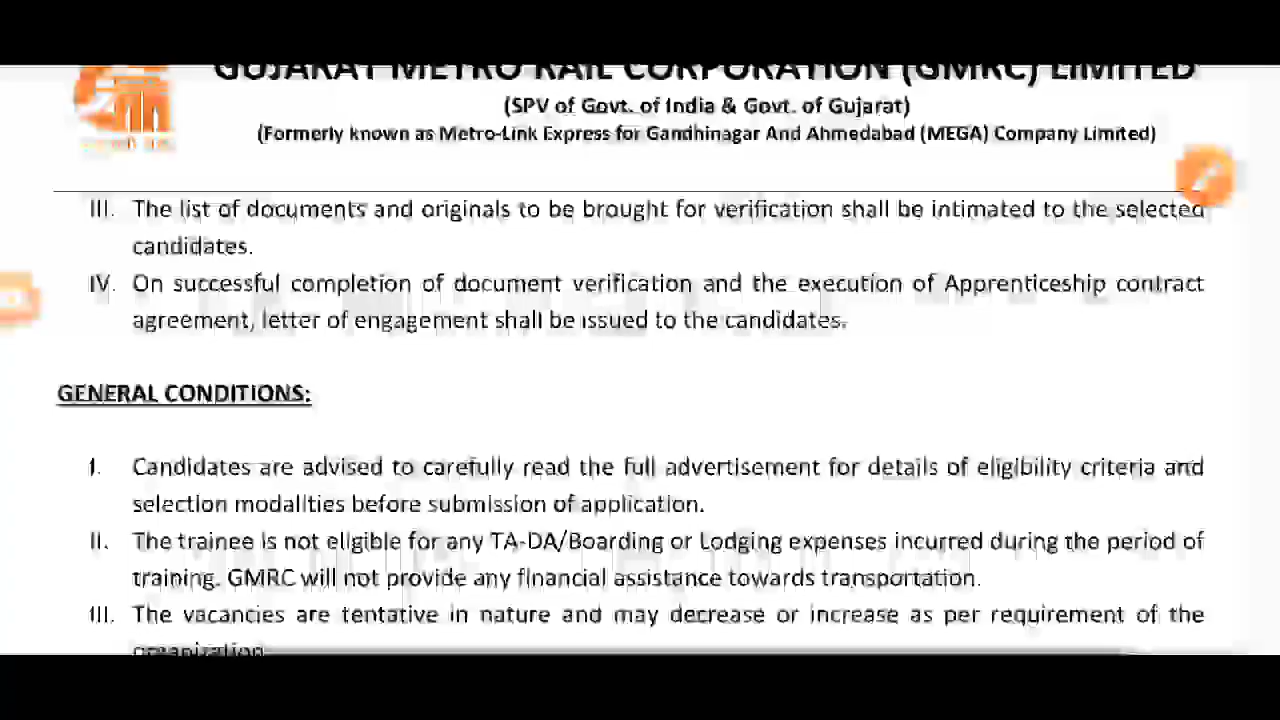 GUJARAT METRO RAIL CORPORATION (GMRC) LIMITED
(SPV of Govt. of India & Govt. of Gujarat)
(Formerly known as Metro-Link Express for Gandhinagar And Ahmedabad (MEGA) Company Limited)
III. The list of documents and originals to be brought for verification shall be intimated to the selected
candidates.
IV. On successful completion of document verification and the execution of Apprenticeship contract
agreement, letter of engagement shall be issued to the candidates.
GENERAL CONDITIONS:
I. Candidates are advised to carefully read the full advertisement for details of eligibility criteria and
selection modalities before submission of application.
II. The trainee is not eligible for any TA-DA/Boarding or Lodging expenses incurred during the period of
training. GMRC will not provide any financial assistance towards transportation.
III. The vacancies are tentative in nature and may decrease or increase as per requirement of the
organization